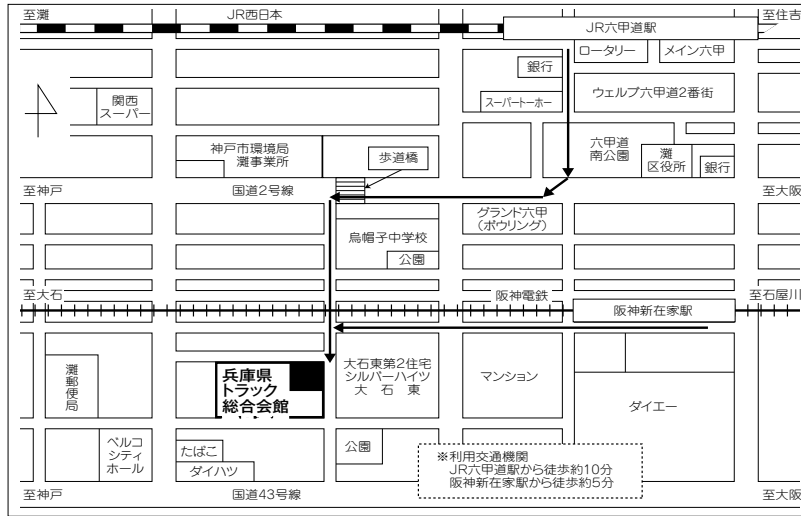 至灘
JR西日本
JR六甲道駅
至住吉
ロータリー
メイン六甲
銀行
関西
スーパー
スーパートーホー
ウェルブ六甲道2番街
神戸市環境局
灘事業所
歩道橋
六甲道
南公園
灘
区役所
銀行
至神戸
国道2号線
至大阪
グランド六甲
(ボウリング)
烏帽子中学校
公園
至大石
阪神電鉄
阪神新在家駅
至石屋川
灘
郵
便
局
兵庫県
トラック
総合会館
大石東第2住宅
シルバーハイツ
大石東
マンション
ダイエー
ベルコ
シティ
ホール
たばこ
ダイハツ
公園
※利用交通機関
JR六甲道駅から徒歩約10分
阪神新在家駅から徒歩約5分
至神戸
国道43号線
至大阪